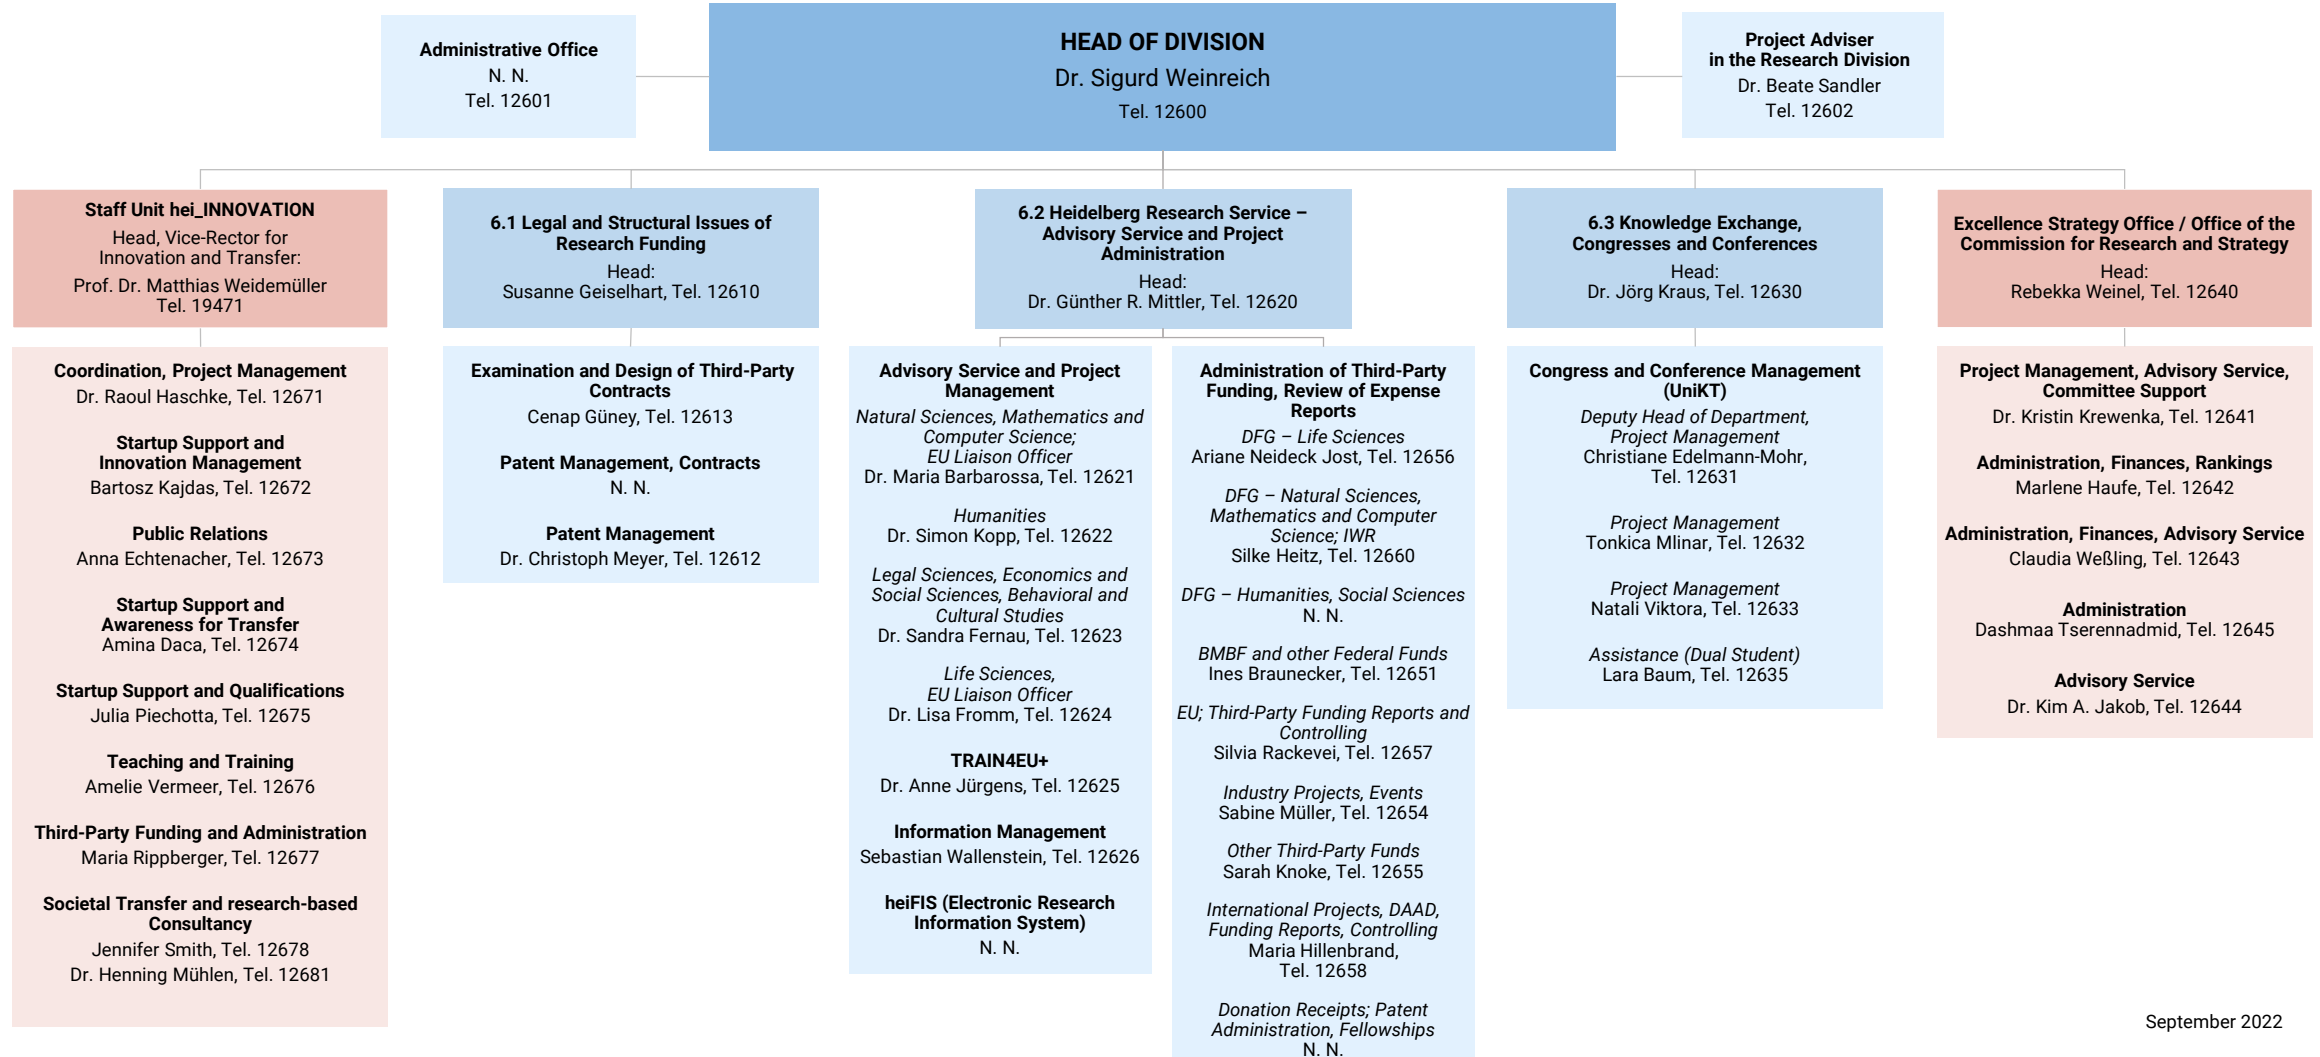 Administrative Office
N. N.
Tel. 12601
HEAD OF DIVISION
Dr. Sigurd Weinreich
Tel. 12600
Project Adviser
in the Research Division
Dr. Beate Sandler
Tel. 12602
Staff Unit hei_INNOVATION
Head, Vice-Rector for
Innovation and Transfer:
Prof. Dr. Matthias Weidemüller
Tel. 19471
6.1 Legal and Structural Issues of
Research Funding
Head:
Susanne Geiselhart, Tel. 12610
6.2 Heidelberg Research Service –
Advisory Service and Project
Administration
Head:
Dr. Günther R. Mittler, Tel. 12620
6.3 Knowledge Exchange,
Congresses and Conferences
Head:
Dr. Jörg Kraus, Tel. 12630
Excellence Strategy Office / Office of the
Commission for Research and Strategy
Head:
Rebekka Weinel, Tel. 12640
Coordination, Project Management
Dr. Raoul Haschke, Tel. 12671
Startup Support and
Innovation Management
Bartosz Kajdas, Tel. 12672
Public Relations
Anna Echtenacher, Tel. 12673
Startup Support and
Awareness for Transfer
Amina Daca, Tel. 12674
Startup Support and Qualifications
Julia Piechotta, Tel. 12675
Teaching and Training
Amelie Vermeer, Tel. 12676
Third-Party Funding and Administration
Maria Rippberger, Tel. 12677
Societal Transfer and research-based
Consultancy
Jennifer Smith, Tel. 12678
Dr. Henning Mühlen, Tel. 12681
Examination and Design of Third-Party
Contracts
Cenap Güney, Tel. 12613
Patent Management, Contracts
N. N.
Patent Management
Dr. Christoph Meyer, Tel. 12612
Advisory Service and Project
Management
Natural Sciences, Mathematics and
Computer Science;
EU Liaison Officer
Dr. Maria Barbarossa, Tel. 12621
Humanities
Dr. Simon Kopp, Tel. 12622
Legal Sciences, Economics and
Social Sciences, Behavioral and
Cultural Studies
Dr. Sandra Fernau, Tel. 12623
Life Sciences,
EU Liaison Officer
Dr. Lisa Fromm, Tel. 12624
TRAIN4EU+
Dr. Anne Jürgens, Tel. 12625
Information Management
Sebastian Wallenstein, Tel. 12626
heiFIS (Electronic Research
Information System)
N. N.
Administration of Third-Party
Funding, Review of Expense
Reports
DFG – Life Sciences
Ariane Neideck Jost, Tel. 12656
DFG – Natural Sciences,
Mathematics and Computer
Science; IWR
Silke Heitz, Tel. 12660
DFG – Humanities, Social Sciences
N. N.
BMBF and other Federal Funds
Ines Braunecker, Tel. 12651
EU; Third-Party Funding Reports and
Controlling
Silvia Rackevei, Tel. 12657
Industry Projects, Events
Sabine Müller, Tel. 12654
Other Third-Party Funds
Sarah Knoke, Tel. 12655
International Projects, DAAD,
Funding Reports, Controlling
Maria Hillenbrand,
Tel. 12658
Donation Receipts; Patent
Administration, Fellowships
N. N.
Congress and Conference Management
(UniKT)
Deputy Head of Department,
Project Management
Christiane Edelmann-Mohr,
Tel. 12631
Project Management
Tonkica Mlinar, Tel. 12632
Project Management
Natali Viktora, Tel. 12633
Assistance (Dual Student)
Lara Baum, Tel. 12635
Project Management, Advisory Service,
Committee Support
Dr. Kristin Krewenka, Tel. 12641
Administration, Finances, Rankings
Marlene Haufe, Tel. 12642
Administration, Finances, Advisory Service
Claudia Weßling, Tel. 12643
Administration
Dashmaa Tserennadmid, Tel. 12645
Advisory Service
Dr. Kim A. Jakob, Tel. 12644
September 2022